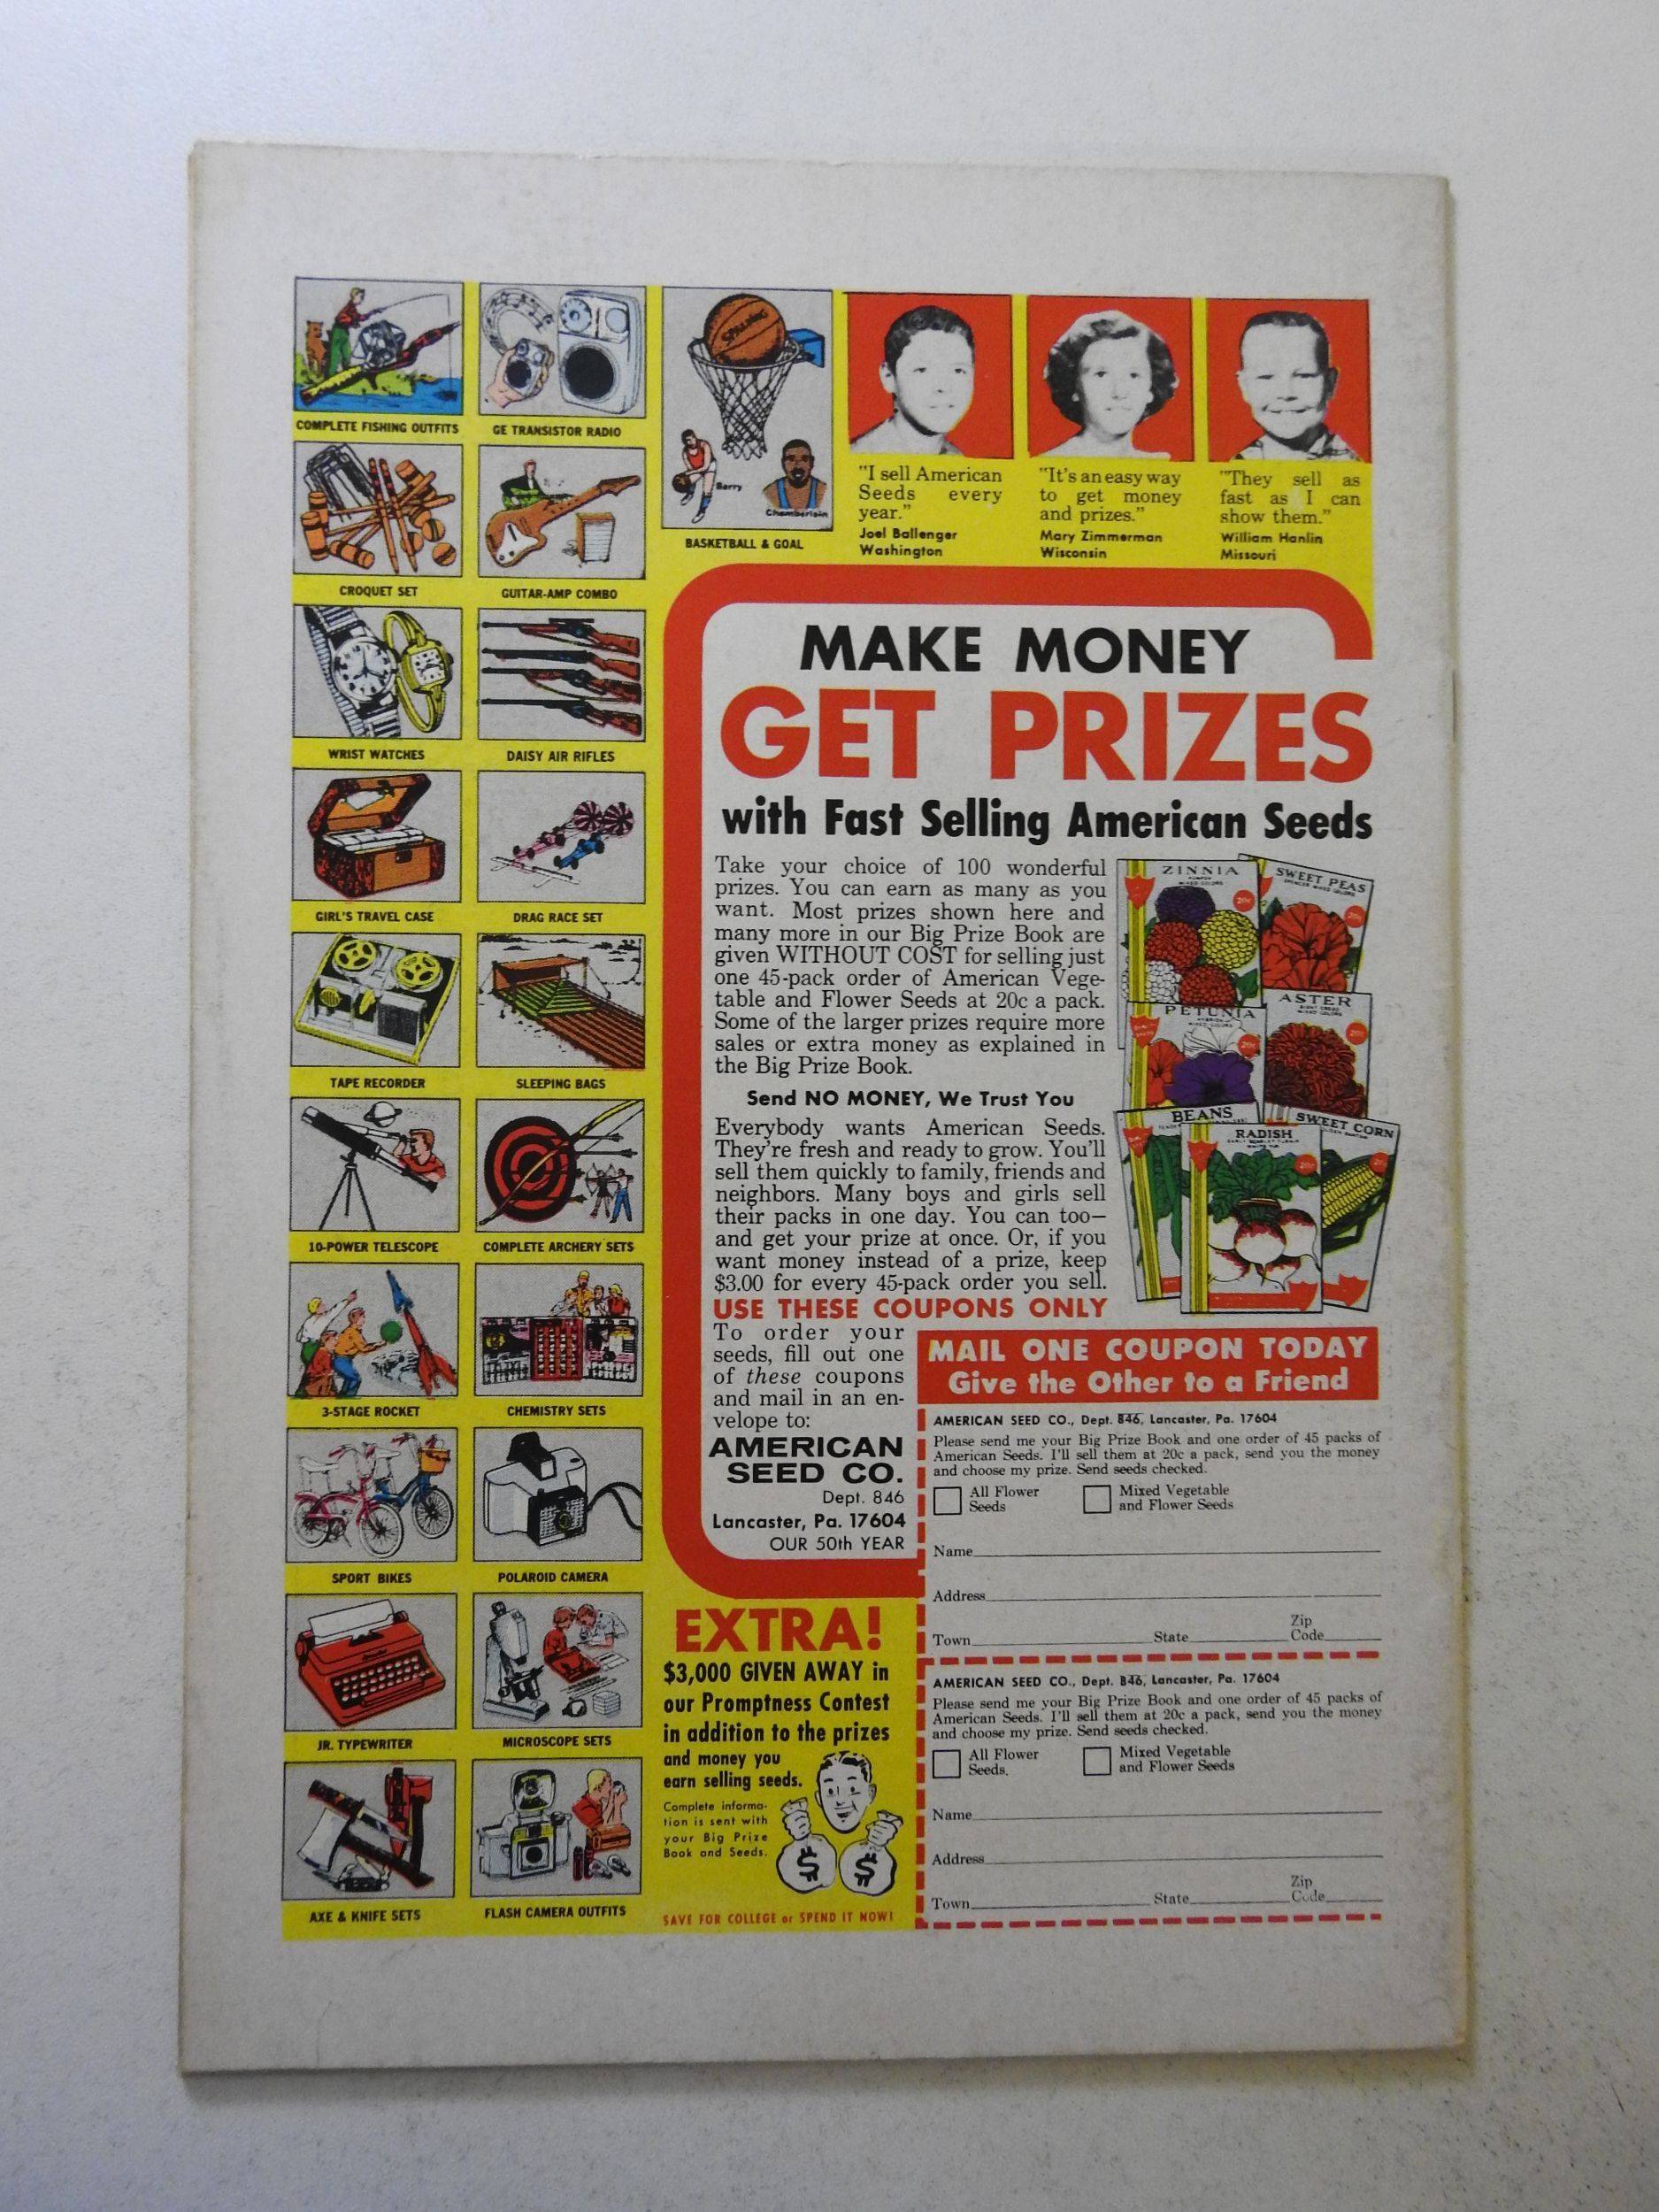 COMPLETE FISHING OUTFITS
GE TRANSISTOR RADIO
CROQUET SET
GUITAR-AMP COMBO
WRIST WATCHES
DAISY AIR RIFLES
GIRL'S TRAVEL CASE
DRAG RACE SET
TAPE RECORDER
SLEEPING BAGS
10-POWER TELESCOPE
COMPLETE ARCHERY SETS
3-STAGE ROCKET
CHEMISTRY SETS
SPORT BIKES
POLAROID CAMERA
JR. TYPEWRITER
MICROSCOPE SETS
AXE & KNIFE SETS
FLASH CAMERA OUTFITS
SPALDING
Barry
Chamberlain
BASKETBALL & GOAL
"I sell American
Seeds every
year."
Joel Ballenger
Washington
"It's an easy way
to get money
and prizes."
Mary Zimmerman
Wisconsin
"They sell as
fast as I can
show them."
William Hanlin
Missouri
MAKE MONEY
GET PRIZES
with Fast Selling American Seeds
Take your choice of 100 wonderful
prizes. You can earn as many as you
want. Most prizes shown here and
many more in our Big Prize Book are
given WITHOUT COST for selling just
one 45-pack order of American Vege-
table and Flower Seeds at 20c a pack.
Some of the larger prizes require more
sales or extra money as explained in
the Big Prize Book.
Send NO MONEY, We Trust You
Everybody wants American Seeds.
They're fresh and ready to grow. You'll
sell them quickly to family, friends and
neighbors. Many boys and girls sell
their packs in one day. You can too—
and get your prize at once. Or, if you
want money instead of a prize, keep
$3.00 for every 45-pack order you sell.
USE THESE COUPONS ONLY
To order your
seeds, fill out one
of these coupons
and mail in an en-
velope to:
AMERICAN
SEED CO.
Dept. 846
Lancaster, Pa. 17604
OUR 50th YEAR
ZINNIA
MIXED COLORS
20c
SWEET PEAS
SPENCER MIXED COLORS
20c
PETUNIA
MIXED COLORS
20c
ASTER
MIXED COLORS
20c
BEANS
RADISH
20c
SWEET CORN
MAIL ONE COUPON TODAY
Give the Other to a Friend
AMERICAN SEED CO., Dept. 846, Lancaster, Pa. 17604
Please send me your Big Prize Book and one order of 45 packs of
American Seeds. I'll sell them at 20c a pack, send you the money
and choose my prize. Send seeds checked.
All Flower
Seeds
Mixed Vegetable
and Flower Seeds
Name
Address
Town State Zip
Code
AMERICAN SEED CO., Dept. 846, Lancaster, Pa. 17604
Please send me your Big Prize Book and one order of 45 packs of
American Seeds. I'll sell them at 20c a pack, send you the money
and choose my prize. Send seeds checked.
All Flower
Seeds.
Mixed Vegetable
and Flower Seeds
Name
Address
Town State Zip
Code
EXTRA!
$3,000 GIVEN AWAY in
our Promptness Contest
in addition to the prizes
and money you
earn selling seeds.
Complete informa-
tion is sent with
your Big Prize
Book and Seeds.
$ $
SAVE FOR COLLEGE or SPEND IT NOW!